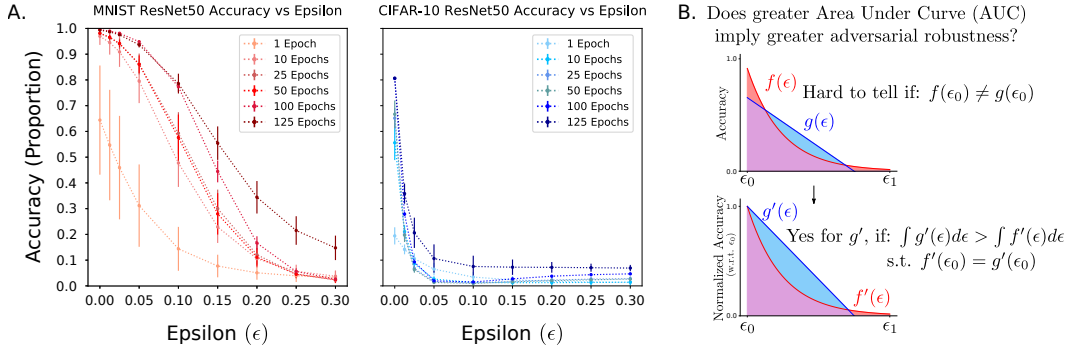 A.
MNIST ResNet50 Accuracy vs Epsilon
Accuracy (Proportion)
1.0
0.9
0.8
0.7
0.6
0.5
0.4
0.3
0.2
0.1
0.0
1 Epoch
10 Epochs
25 Epochs
50 Epochs
100 Epochs
125 Epochs
0.00 0.05 0.10 0.15 0.20 0.25 0.30
Epsilon (ϵ)
CIFAR-10 ResNet50 Accuracy vs Epsilon
1 Epoch
10 Epochs
25 Epochs
50 Epochs
100 Epochs
125 Epochs
0.00 0.05 0.10 0.15 0.20 0.25 0.30
Epsilon (ϵ)
B.
Does greater Area Under Curve (AUC)
imply greater adversarial robustness?
Accuracy
1.0
0.0
f(ϵ)
g(ϵ)
Hard to tell if: f(ϵ₀) ≠ g(ϵ₀)
ϵ₀
ϵ₁
Normalized Accuracy
(w.r.t. ϵ₀)
1.0
0.0
g′(ϵ)
Yes for g′, if: ∫ g′(ϵ)dϵ > ∫ f′(ϵ)dϵ
s.t. f′(ϵ₀) = g′(ϵ₀)
f′(ϵ)
ϵ₀
ϵ₁